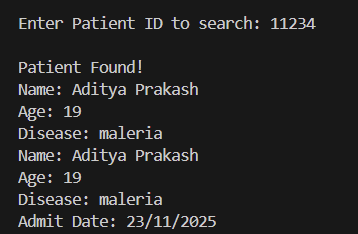 Enter Patient ID to search: 11234
Patient Found!
Name: Aditya Prakash
Age: 19
Disease: maleria
Name: Aditya Prakash
Age: 19
Disease: maleria
Admit Date: 23/11/2025